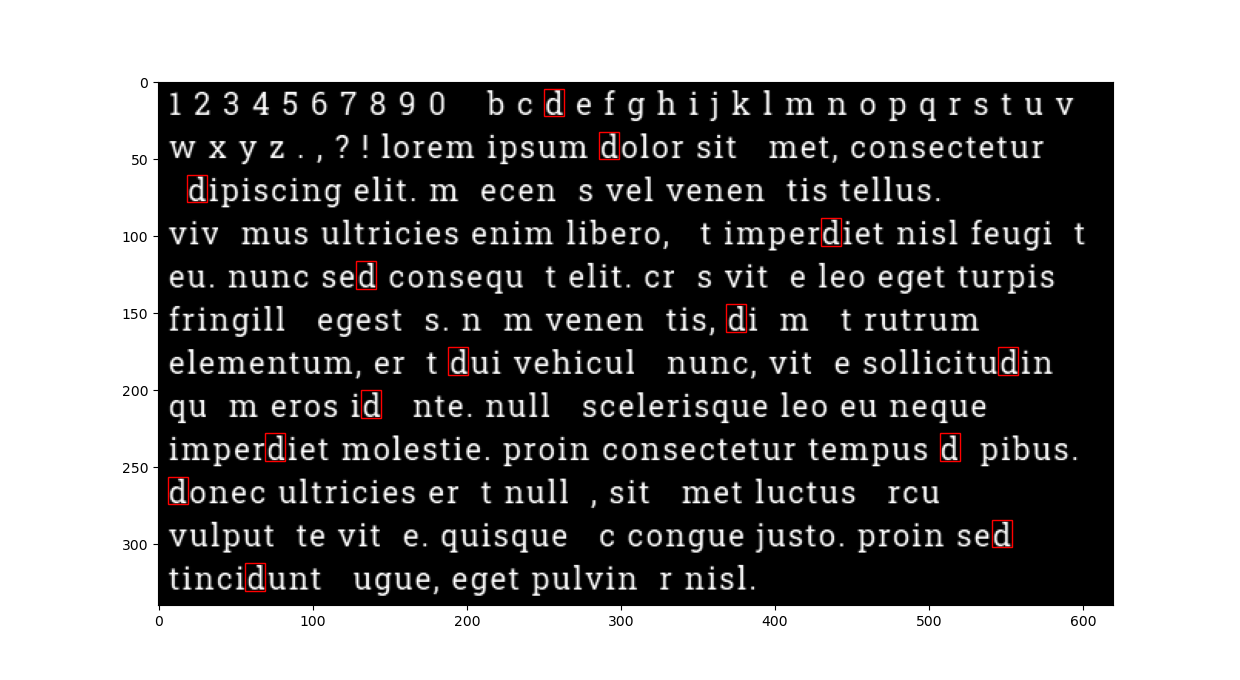 0
50
100
150
200
250
300
1 2 3 4 5 6 7 8 9 0 b c d e f g h i j k l m n o p q r s t u v
w x y z . , ? ! lorem ipsum dolor sit met, consectetur
dipiscing elit. m ecen s vel venen tis tellus.
viv mus ultricies enim libero, t imperdiet nisl feugi t
eu. nunc sed consequ t elit. cr s vit e leo eget turpis
fringill egest s. n m venen tis, di m t rutrum
elementum, er t dui vehicul nunc, vit e sollicitudin
qu m eros id nte. null scelerisque leo eu neque
imperdiet molestie. proin consectetur tempus d pibus.
donec ultricies er t null , sit met luctus rcu
vulput te vit e. quisque c congue justo. proin sed
tincidunt ugue, eget pulvin r nisl.
0 100 200 300 400 500 600